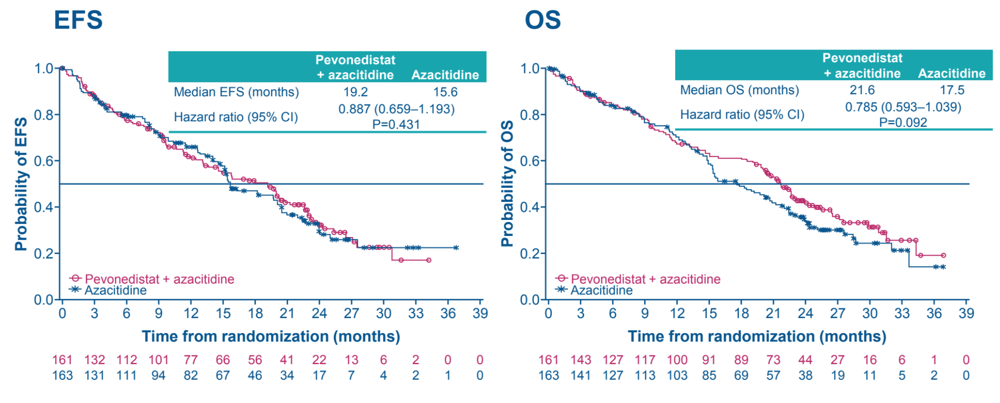 EFS
Pevonedistat
+ azacitidine Azacitidine
Median EFS (months) 19.2 15.6
Hazard ratio (95% CI) 0.887 (0.659–1.193)
P=0.431
Probability of EFS
1.0
0.8
0.6
0.4
0.2
0.0
Pevonedistat + azacitidine
Azacitidine
0 3 6 9 12 15 18 21 24 27 30 33 36 39
Time from randomization (months)
161 132 112 101 77 66 56 41 22 13 6 2 0 0
163 131 111 94 82 67 46 34 17 7 4 2 1 0
OS
Pevonedistat
+ azacitidine Azacitidine
Median OS (months) 21.6 17.5
Hazard ratio (95% CI) 0.785 (0.593–1.039)
P=0.092
Probability of OS
1.0
0.8
0.6
0.4
0.2
0.0
Pevonedistat + azacitidine
Azacitidine
0 3 6 9 12 15 18 21 24 27 30 33 36 39
Time from randomization (months)
161 143 127 117 100 91 89 73 44 27 16 6 1 0
163 141 127 113 103 85 69 57 38 19 11 5 2 0